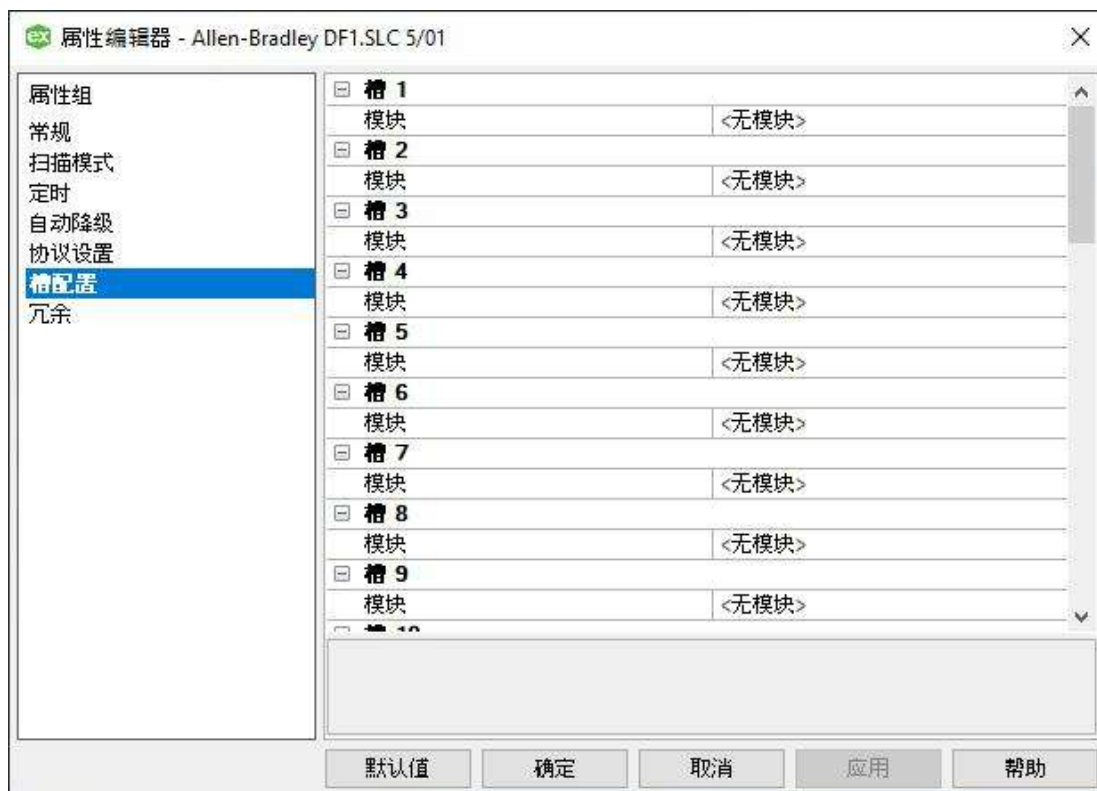 属性编辑器 - Allen-Bradley DF1.SLC 5/01
属性组
常规
扫描模式
定时
自动降级
协议设置
槽配置
冗余
槽 1
模块 <无模块>
槽 2
模块 <无模块>
槽 3
模块 <无模块>
槽 4
模块 <无模块>
槽 5
模块 <无模块>
槽 6
模块 <无模块>
槽 7
模块 <无模块>
槽 8
模块 <无模块>
槽 9
模块 <无模块>
默认值 确定 取消 应用 帮助